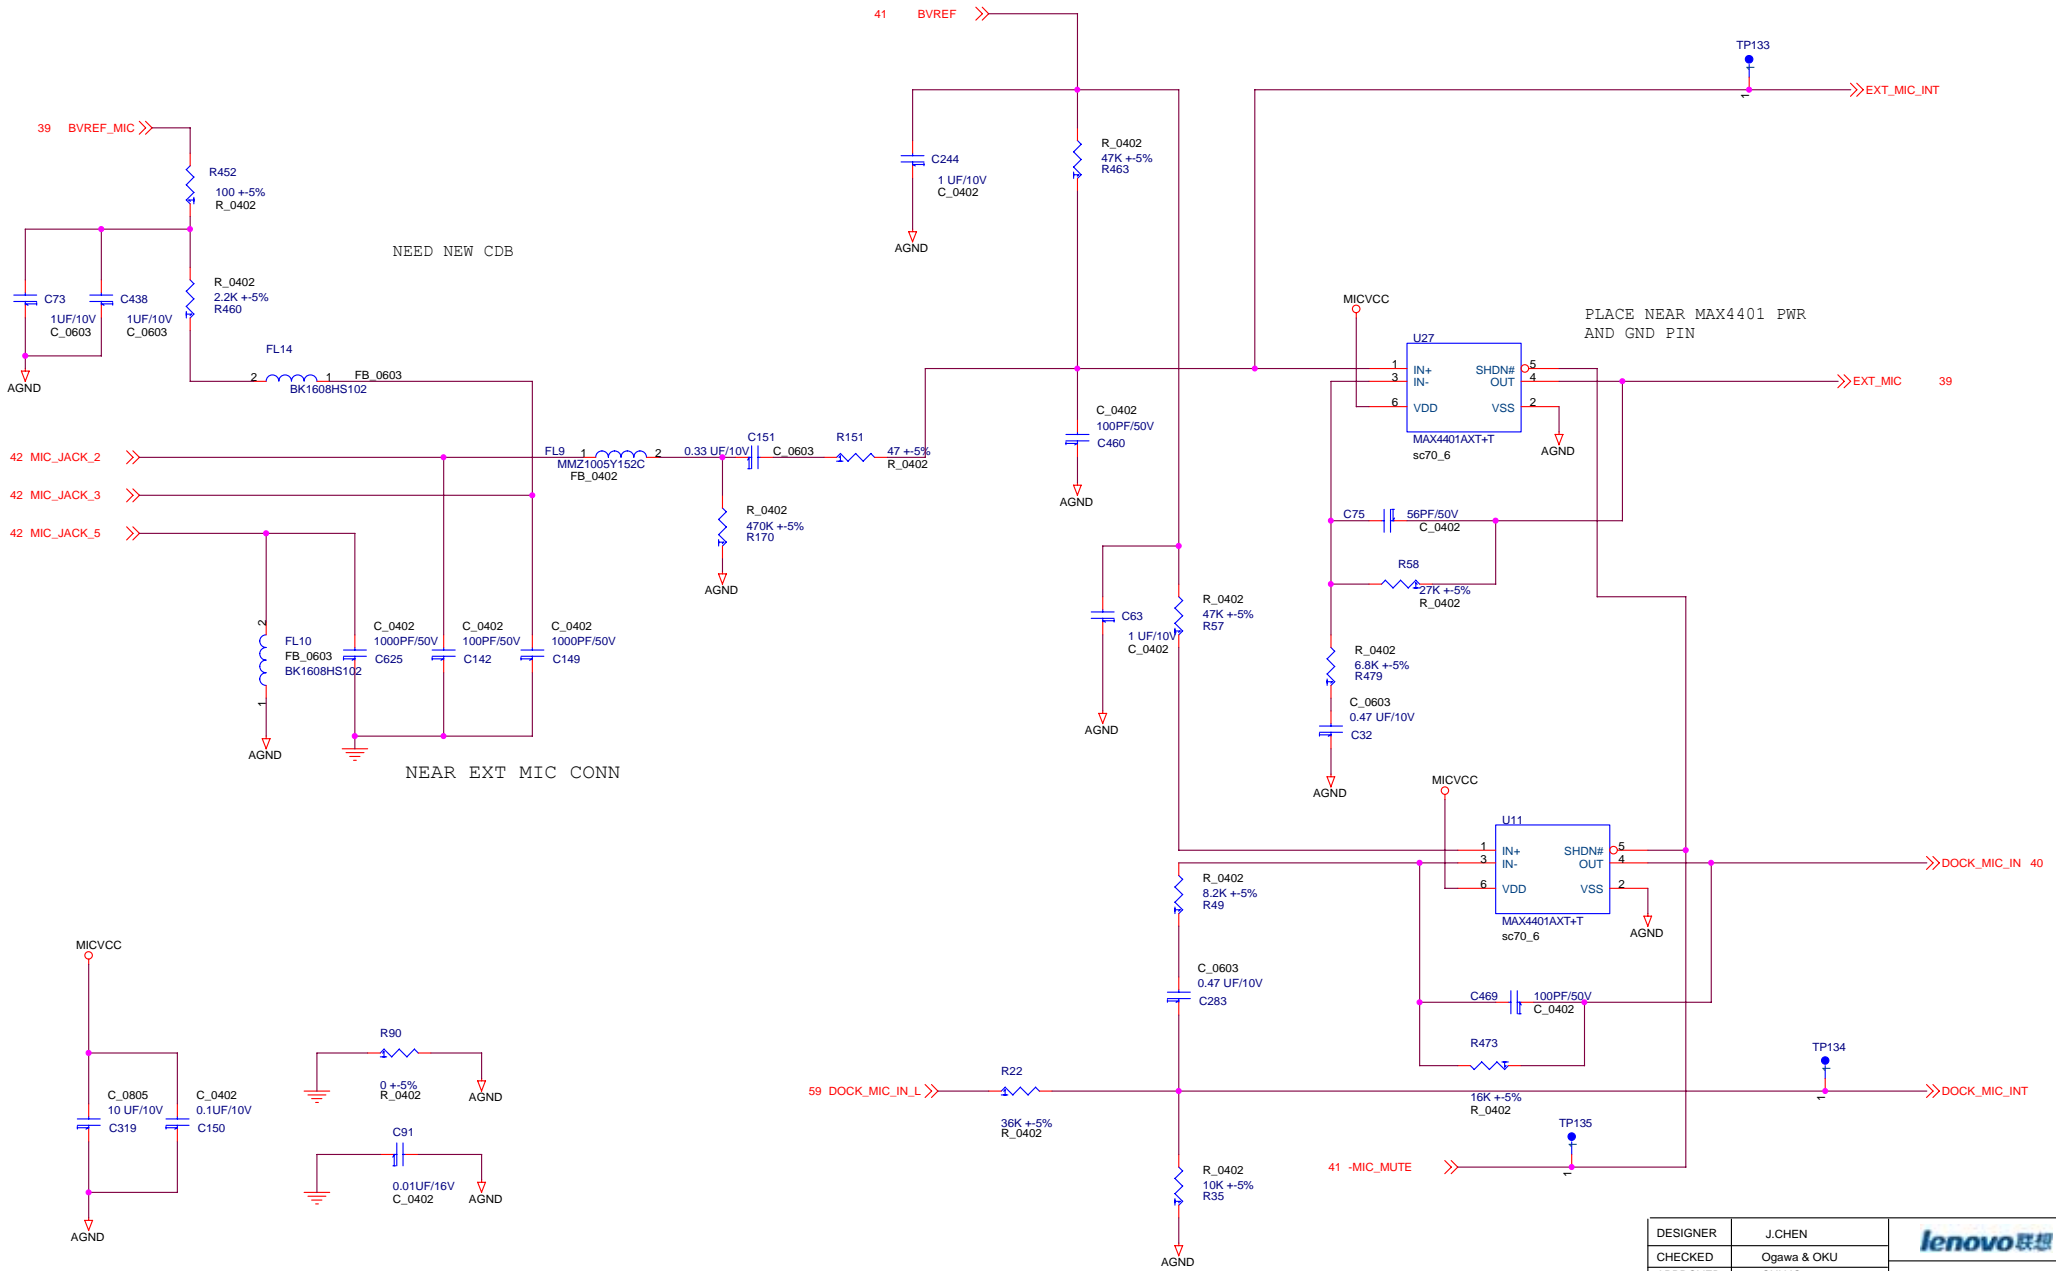 41 BVREF
TP133
1
1
EXT_MIC_INT
39 BVREF_MIC
R452
100 +-5%
R_0402
C244
1 UF/10V
C_0402
AGND
R_0402
47K +-5%
R463
NEED NEW CDB
C73
1UF/10V
C_0603
C438
1UF/10V
C_0603
R_0402
2.2K +-5%
R460
AGND
FL14
2 1 FB_0603
BK1608HS102
MICVCC
PLACE NEAR MAX4401 PWR
AND GND PIN
U27
1 IN+ SHDN# 5
3 IN- OUT 4
6 VDD VSS 2
MAX4401AXT+T
sc70_6
AGND
EXT_MIC 39
C_0402
100PF/50V
C460
AGND
42 MIC_JACK_2
FL9 1 2
MMZ1005Y152C
FB_0402
0.33 UF/10V
C151
C_0603
R151
1
47 +-5%
R_0402
42 MIC_JACK_3
42 MIC_JACK_5
R_0402
470K +-5%
R170
AGND
C75 56PF/50V
C_0402
R58
1
27K +-5%
R_0402
2
FL10
FB_0603
BK1608HS102
1
AGND
C_0402
1000PF/50V
C625
C_0402
100PF/50V
C142
C_0402
1000PF/50V
C149
NEAR EXT MIC CONN
C63
1 UF/10V
C_0402
AGND
R_0402
47K +-5%
R57
R_0402
6.8K +-5%
R479
C_0603
0.47 UF/10V
C32
AGND
MICVCC
U11
1 IN+ SHDN# 5
3 IN- OUT 4
6 VDD VSS 2
MAX4401AXT+T
sc70_6
AGND
DOCK_MIC_IN 40
R_0402
8.2K +-5%
R49
C_0603
0.47 UF/10V
C283
C469 100PF/50V
C_0402
R473
16K +-5%
R_0402
TP134
1
1
DOCK_MIC_INT
MICVCC
C_0805
10 UF/10V
C319
C_0402
0.1UF/10V
C150
AGND
R90
1
0 +-5%
R_0402
AGND
C91
0.01UF/16V
C_0402
AGND
59 DOCK_MIC_IN_L
R22
1
36K +-5%
R_0402
R_0402
10K +-5%
R35
AGND
TP135
1
1
41 -MIC_MUTE
DESIGNER J.CHEN
CHECKED Ogawa & OKU
lenovo联想